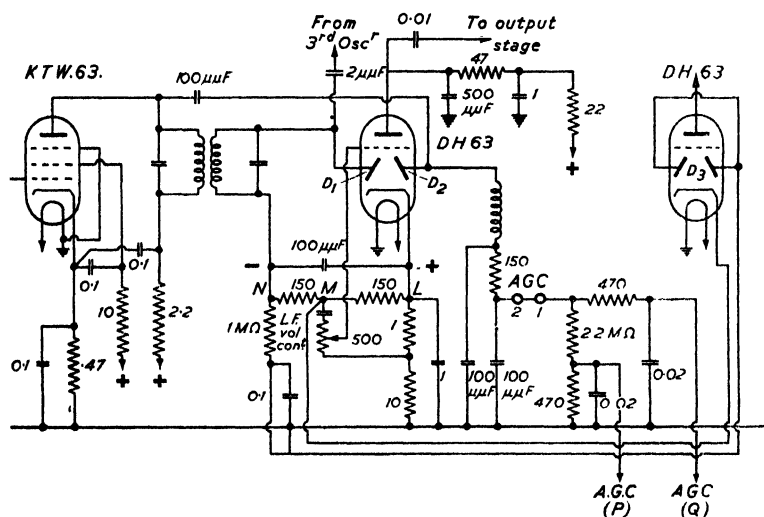 From
3rd Oscr
0·01
To output
stage
KTW.63.
100µµF
2µµF
47
500
µµF
1
22
DH 63
DH 63
D1
D2
D3
+
0·1
0·1
100µµF
-
+
N
150
M
150
L
150
AGC
2
1
470
10
2·2
1MΩ
L.F.
vol
cont
500
1
1
2·2MΩ
0·1
·47
0·1
10
100
µµF
100
µµF
470
0·02
0·02
+
+
A.G.C
(P)
AGC
(Q)